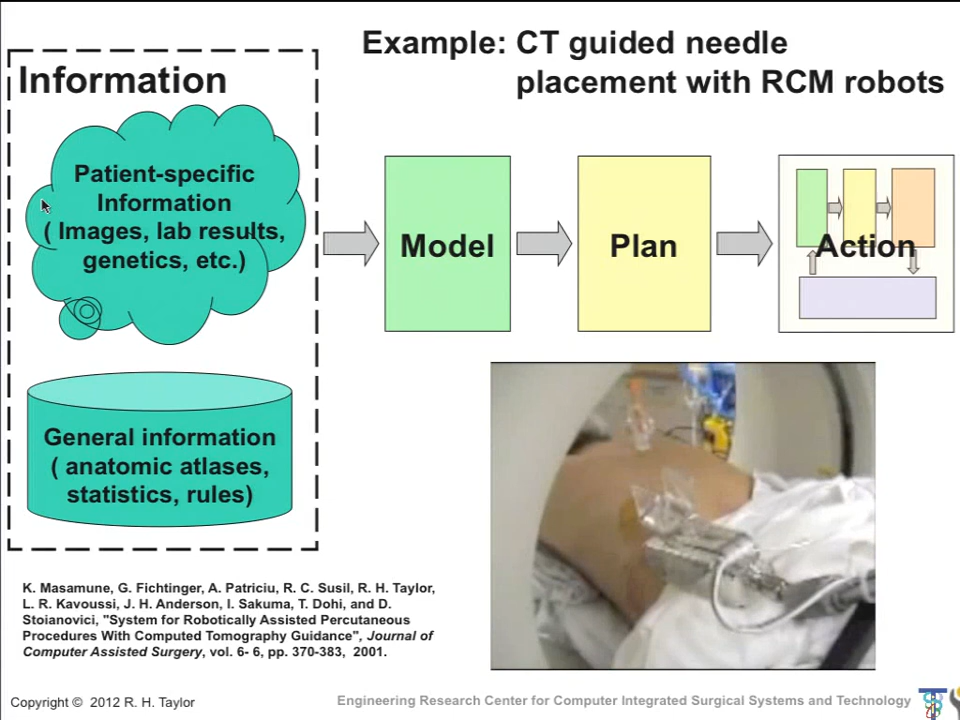 Example: CT guided needle
placement with RCM robots
Information
Patient-specific
Information
( Images, lab results,
genetics, etc.)
Model
Plan
Action
General information
( anatomic atlases,
statistics, rules)
K. Masamune, G. Fichtinger, A. Patriciu, R. C. Susil, R. H. Taylor,
L. R. Kavoussi, J. H. Anderson, I. Sakuma, T. Dohi, and D.
Stoianovici, "System for Robotically Assisted Percutaneous
Procedures With Computed Tomography Guidance", Journal of
Computer Assisted Surgery, vol. 6- 6, pp. 370-383, 2001.
Copyright © 2012 R. H. Taylor
Engineering Research Center for Computer Integrated Surgical Systems and Technology